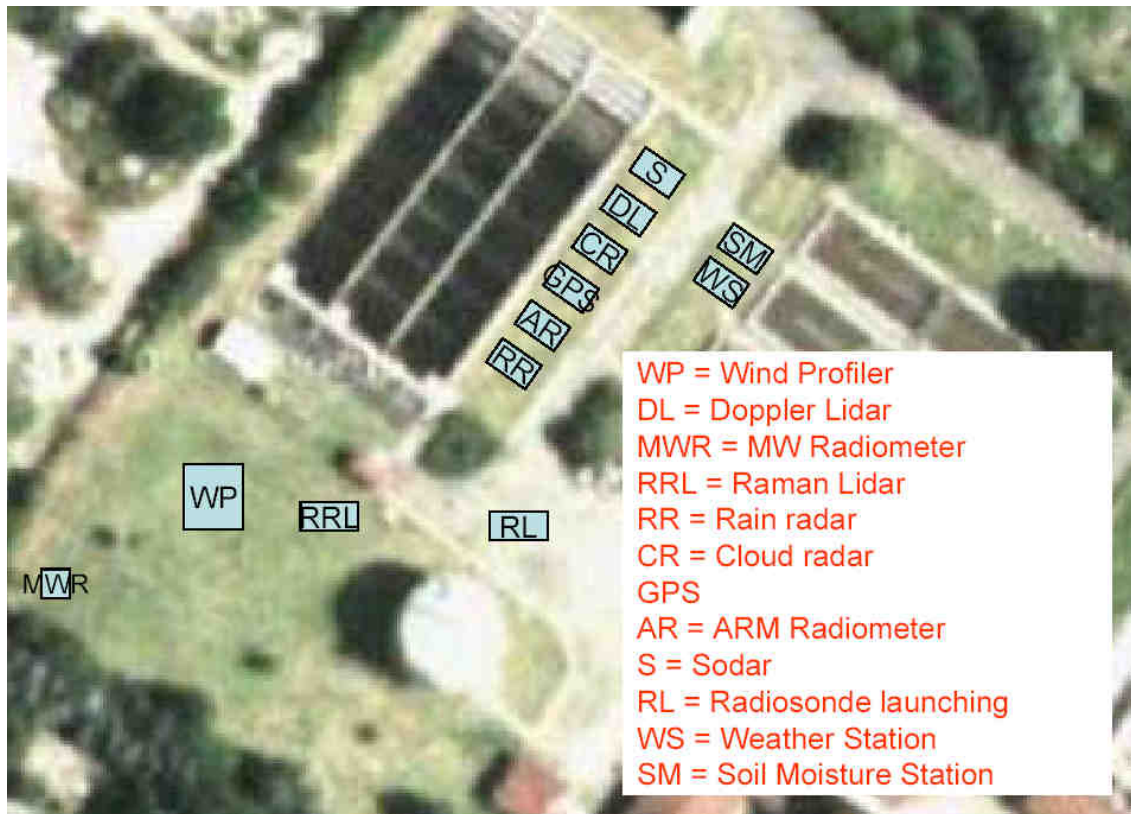 S
DL
CR
SM
GPS
WS
AR
RR
WP = Wind Profiler
DL = Doppler Lidar
MWR = MW Radiometer
RRL = Raman Lidar
RR = Rain radar
CR = Cloud radar
GPS
AR = ARM Radiometer
S = Sodar
RL = Radiosonde launching
WS = Weather Station
SM = Soil Moisture Station
WP
RRL
RL
MWR